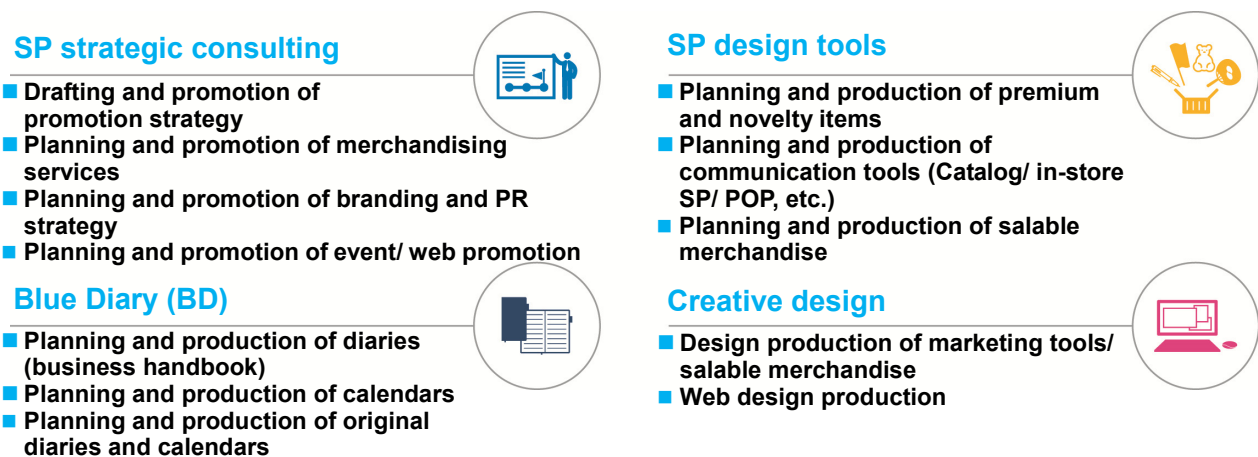 SP strategic consulting
■ Drafting and promotion of
promotion strategy
■ Planning and promotion of merchandising
services
■ Planning and promotion of branding and PR
strategy
■ Planning and promotion of event/ web promotion
Blue Diary (BD)
■ Planning and production of diaries
(business handbook)
■ Planning and production of calendars
■ Planning and production of original
diaries and calendars
SP design tools
■ Planning and production of premium
and novelty items
■ Planning and production of
communication tools (Catalog/ in-store
SP/ POP, etc.)
■ Planning and production of salable
merchandise
Creative design
■ Design production of marketing tools/
salable merchandise
■ Web design production